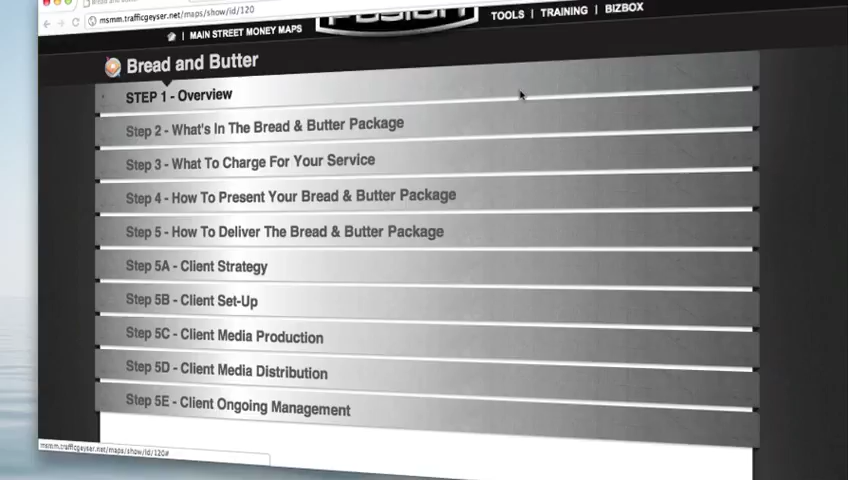 msmm.trafficgeyser.net/maps/show/id/120
MAIN STREET MONEY MAPS
FUSION
TOOLS | TRAINING | BIZBOX
Bread and Butter
STEP 1 - Overview
Step 2 - What's In The Bread & Butter Package
Step 3 - What To Charge For Your Service
Step 4 - How To Present Your Bread & Butter Package
Step 5 - How To Deliver The Bread & Butter Package
Step 5A - Client Strategy
Step 5B - Client Set-Up
Step 5C - Client Media Production
Step 5D - Client Media Distribution
Step 5E - Client Ongoing Management
msmm.trafficgeyser.net/maps/show/id/120#